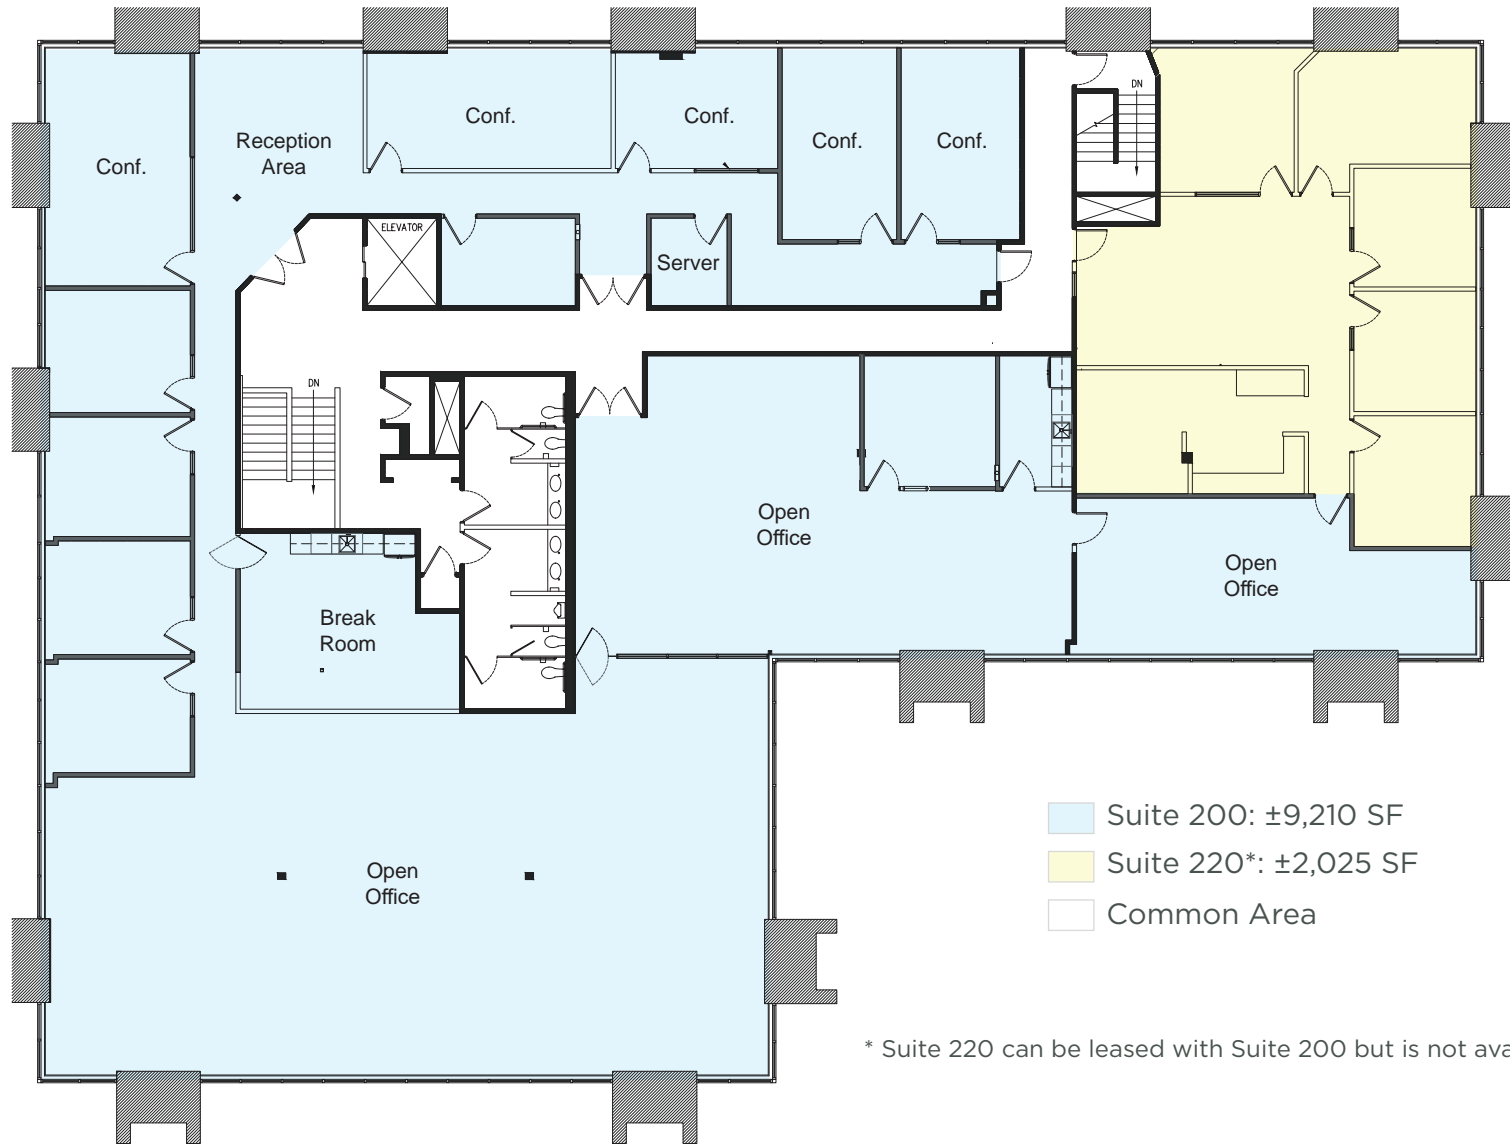 Conf.
Reception
Area
Conf.
Conf.
Conf.
Conf.
DN
ELEVATOR
Server
DN
Open
Office
Open
Office
Break
Room
Open
Office
Suite 200: ±9,210 SF
Suite 220*: ±2,025 SF
Common Area
* Suite 220 can be leased with Suite 200 but is not ava